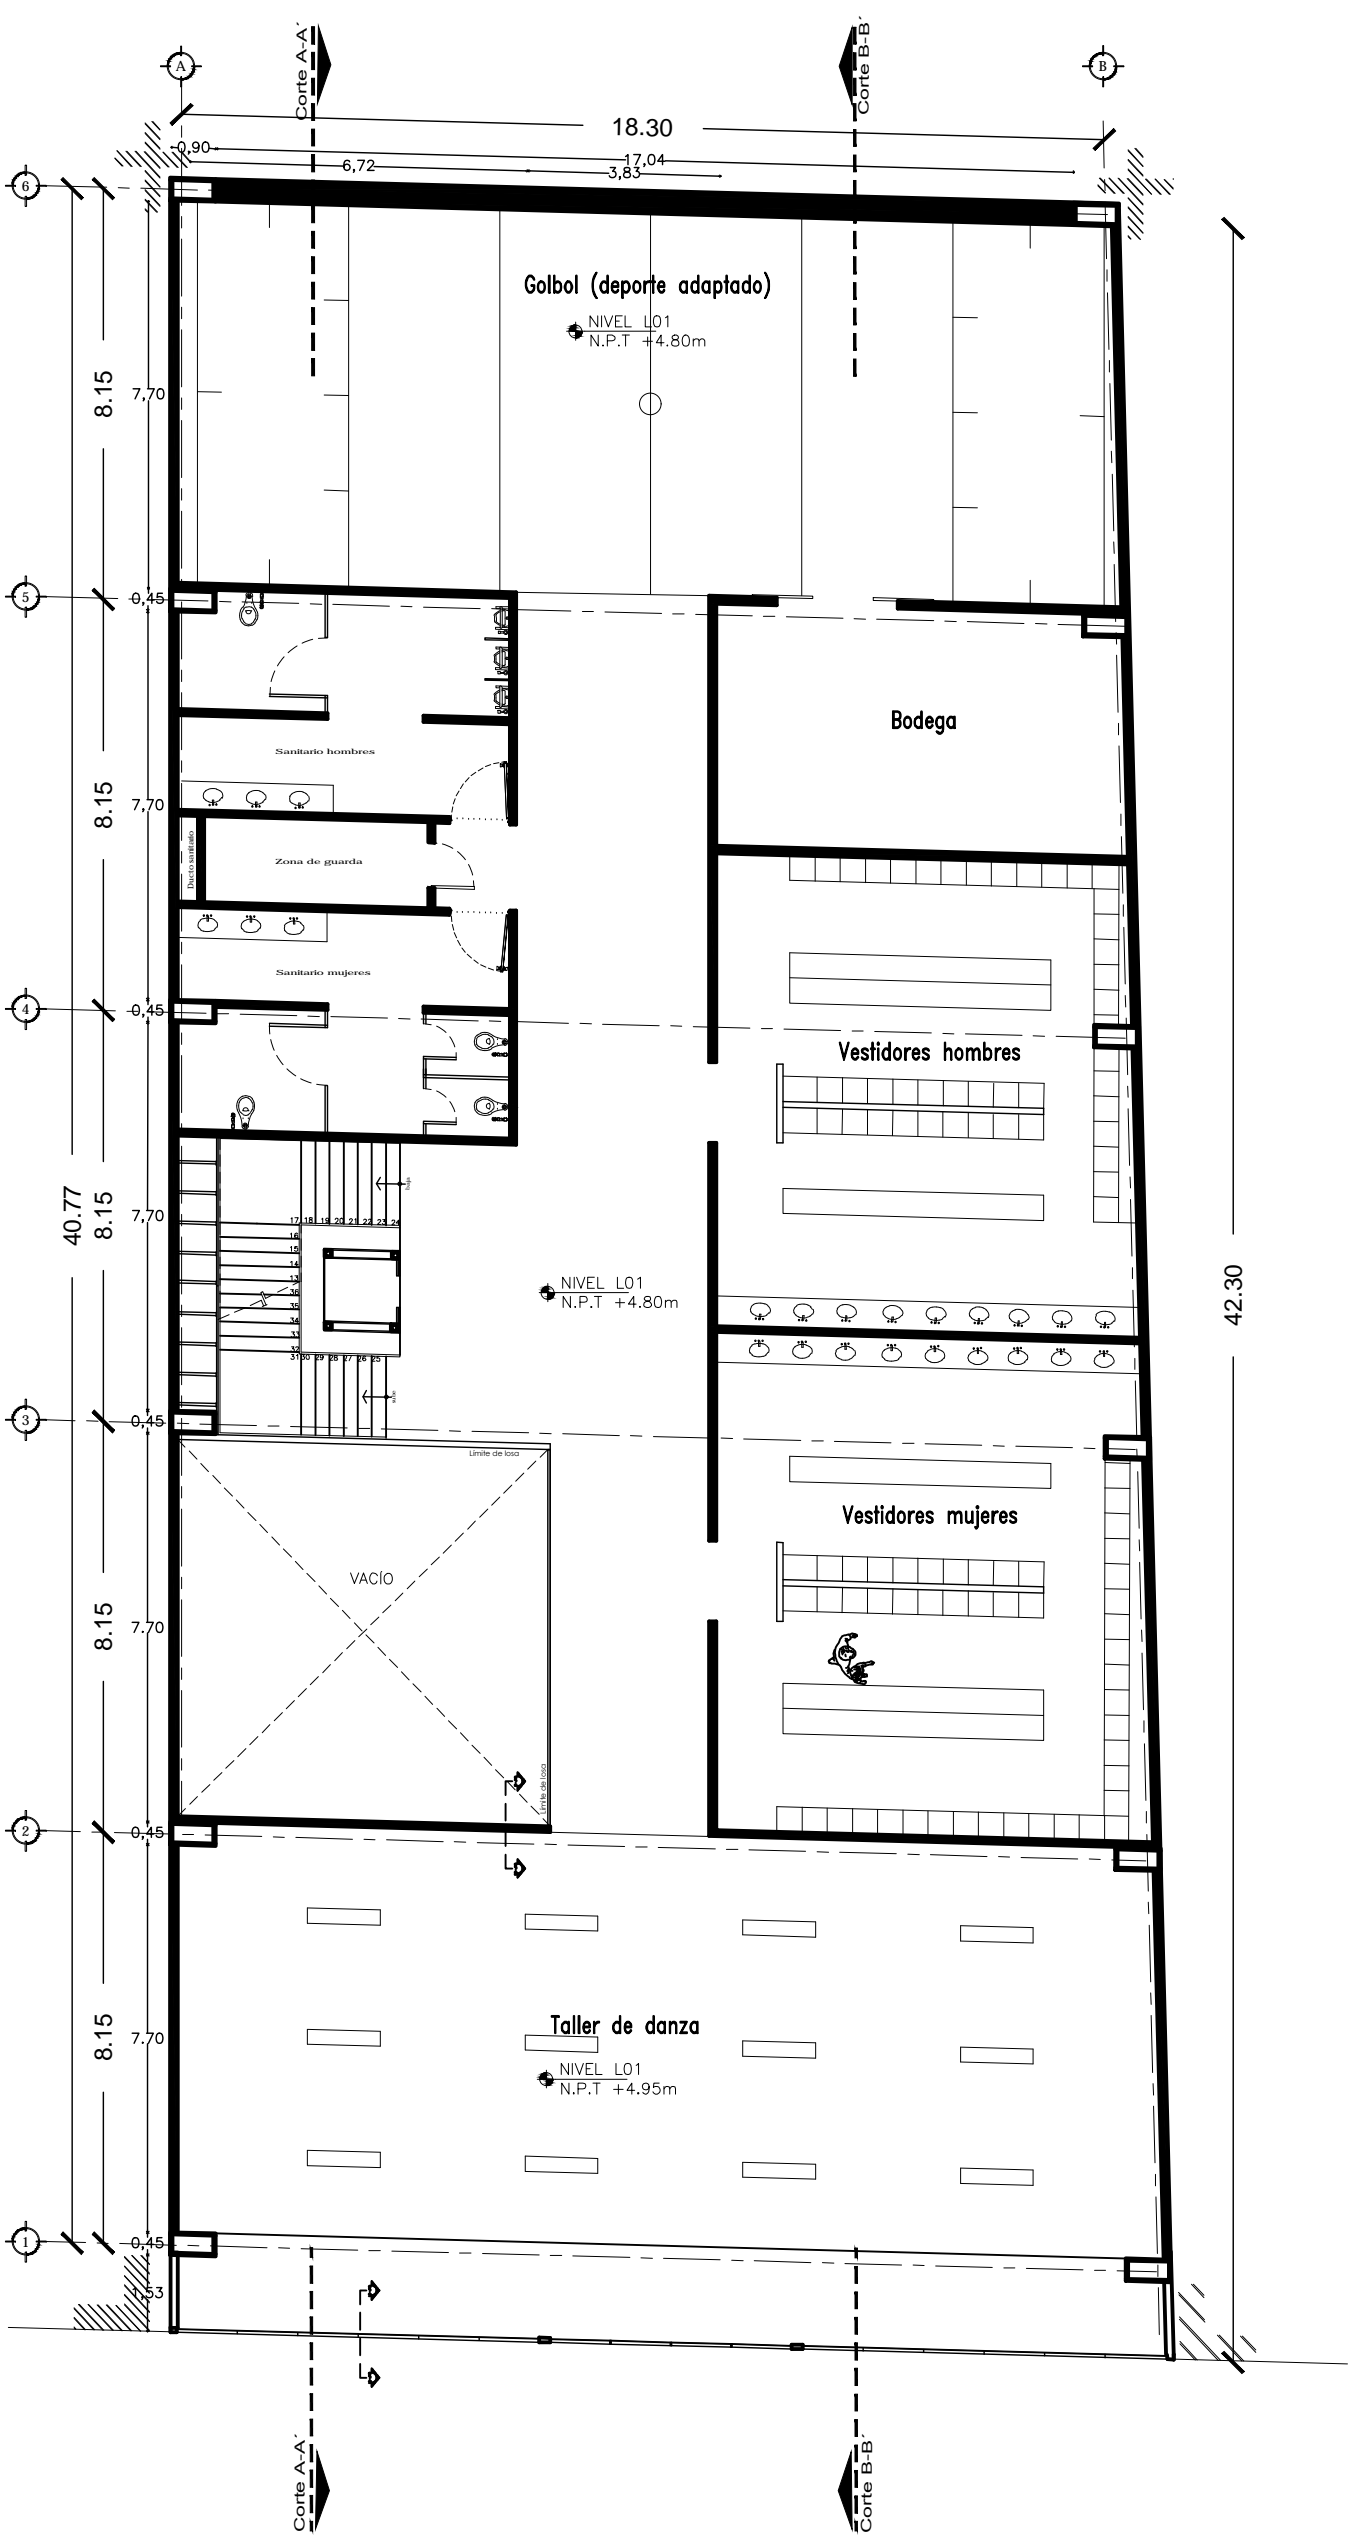 Corte A-A´
Corte B-B´
A
B
18.30
0,90
17,04
6,72
3,83
6
Golbol (deporte adaptado)
NIVEL L01
N.P.T +4.80m
8.15
7,70
5
0,45
Bodega
Sanitario hombres
8.15
7,70
Ducto sanitario
Zona de guarda
Sanitario mujeres
4
0,45
Vestidores hombres
baja
40.77
8.15
7,70
17 18 19 20 21 22 23 24
16
15
14
13
36
35
34
33
32
31 30 29 28 27 26 25
sube
NIVEL L01
N.P.T +4.80m
42.30
3
0,45
Límite de losa
Vestidores mujeres
VACÍO
8.15
7.70
Límite de losa
2
0,45
Taller de danza
NIVEL L01
N.P.T +4.95m
8.15
7.70
1
0,45
1,53
Corte A-A´
Corte B-B´